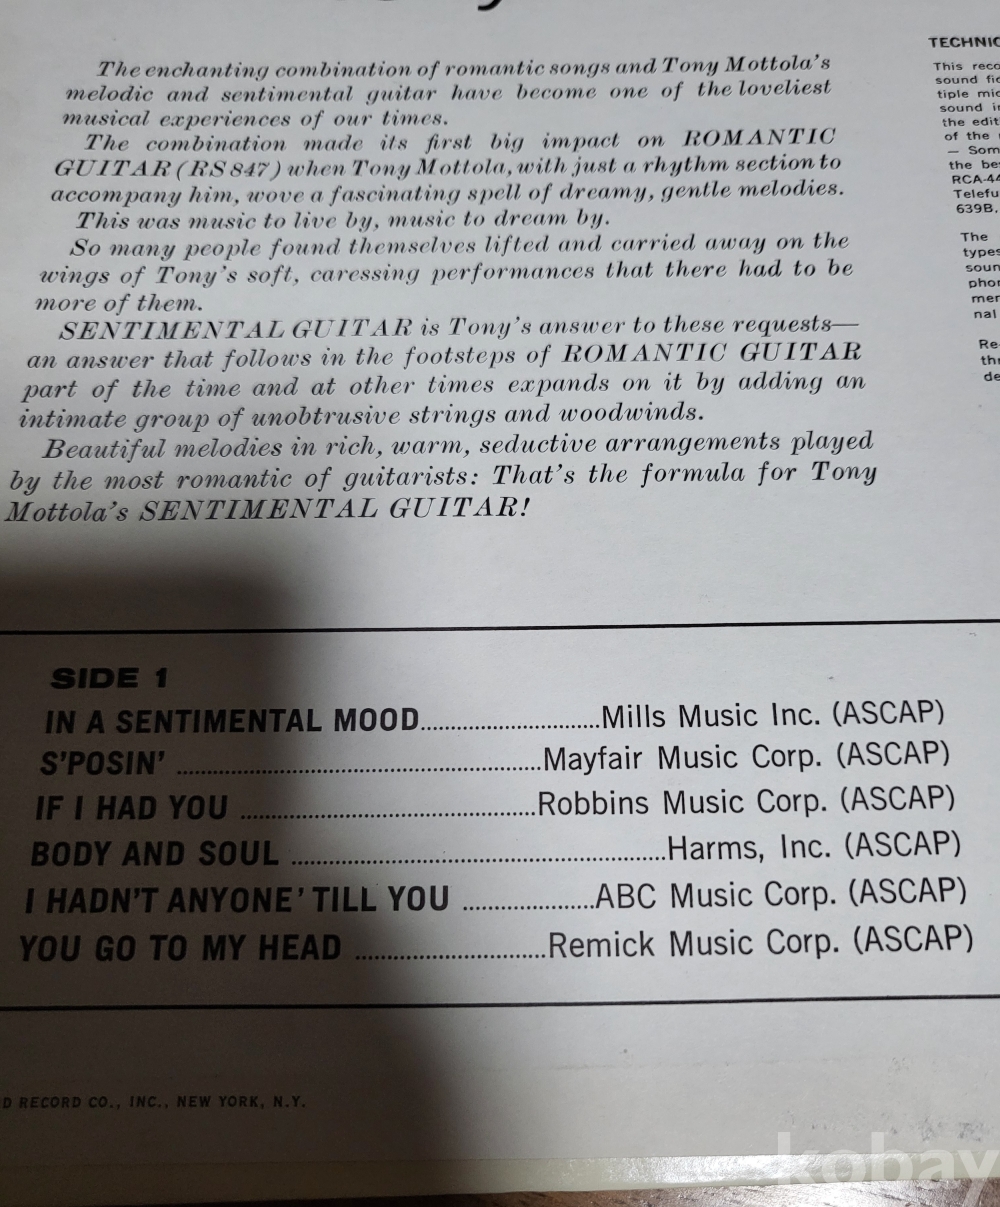 The enchanting combination of romantic songs and Tony Mottola's
melodic and sentimental guitar have become one of the loveliest
musical experiences of our times.
The combination made its first big impact on ROMANTIC
GUITAR (RS 847) when Tony Mottola, with just a rhythm section to
accompany him, wove a fascinating spell of dreamy, gentle melodies.
This was music to live by, music to dream by.
So many people found themselves lifted and carried away on the
wings of Tony's soft, caressing performances that there had to be
more of them.
SENTIMENTAL GUITAR is Tony's answer to these requests—
an answer that follows in the footsteps of ROMANTIC GUITAR
part of the time and at other times expands on it by adding an
intimate group of unobtrusive strings and woodwinds.
Beautiful melodies in rich, warm, seductive arrangements played
by the most romantic of guitarists: That's the formula for Tony
Mottola's SENTIMENTAL GUITAR!
TECHNIC
This reco
sound fie
tiple mic
sound i
the edit
of the
— Som
the be
RCA-44
Telefu
639B.
The
types
soun
phor
mer
nal
Re-
thr
de
SIDE 1
IN A SENTIMENTAL MOOD..............................Mills Music Inc. (ASCAP)
S'POSIN' ..............................Mayfair Music Corp. (ASCAP)
IF I HAD YOU ..............................Robbins Music Corp. (ASCAP)
BODY AND SOUL ..............................Harms, Inc. (ASCAP)
I HADN'T ANYONE' TILL YOU ......................ABC Music Corp. (ASCAP)
YOU GO TO MY HEAD ..............................Remick Music Corp. (ASCAP)
D RECORD CO., INC., NEW YORK, N.Y.
kobay